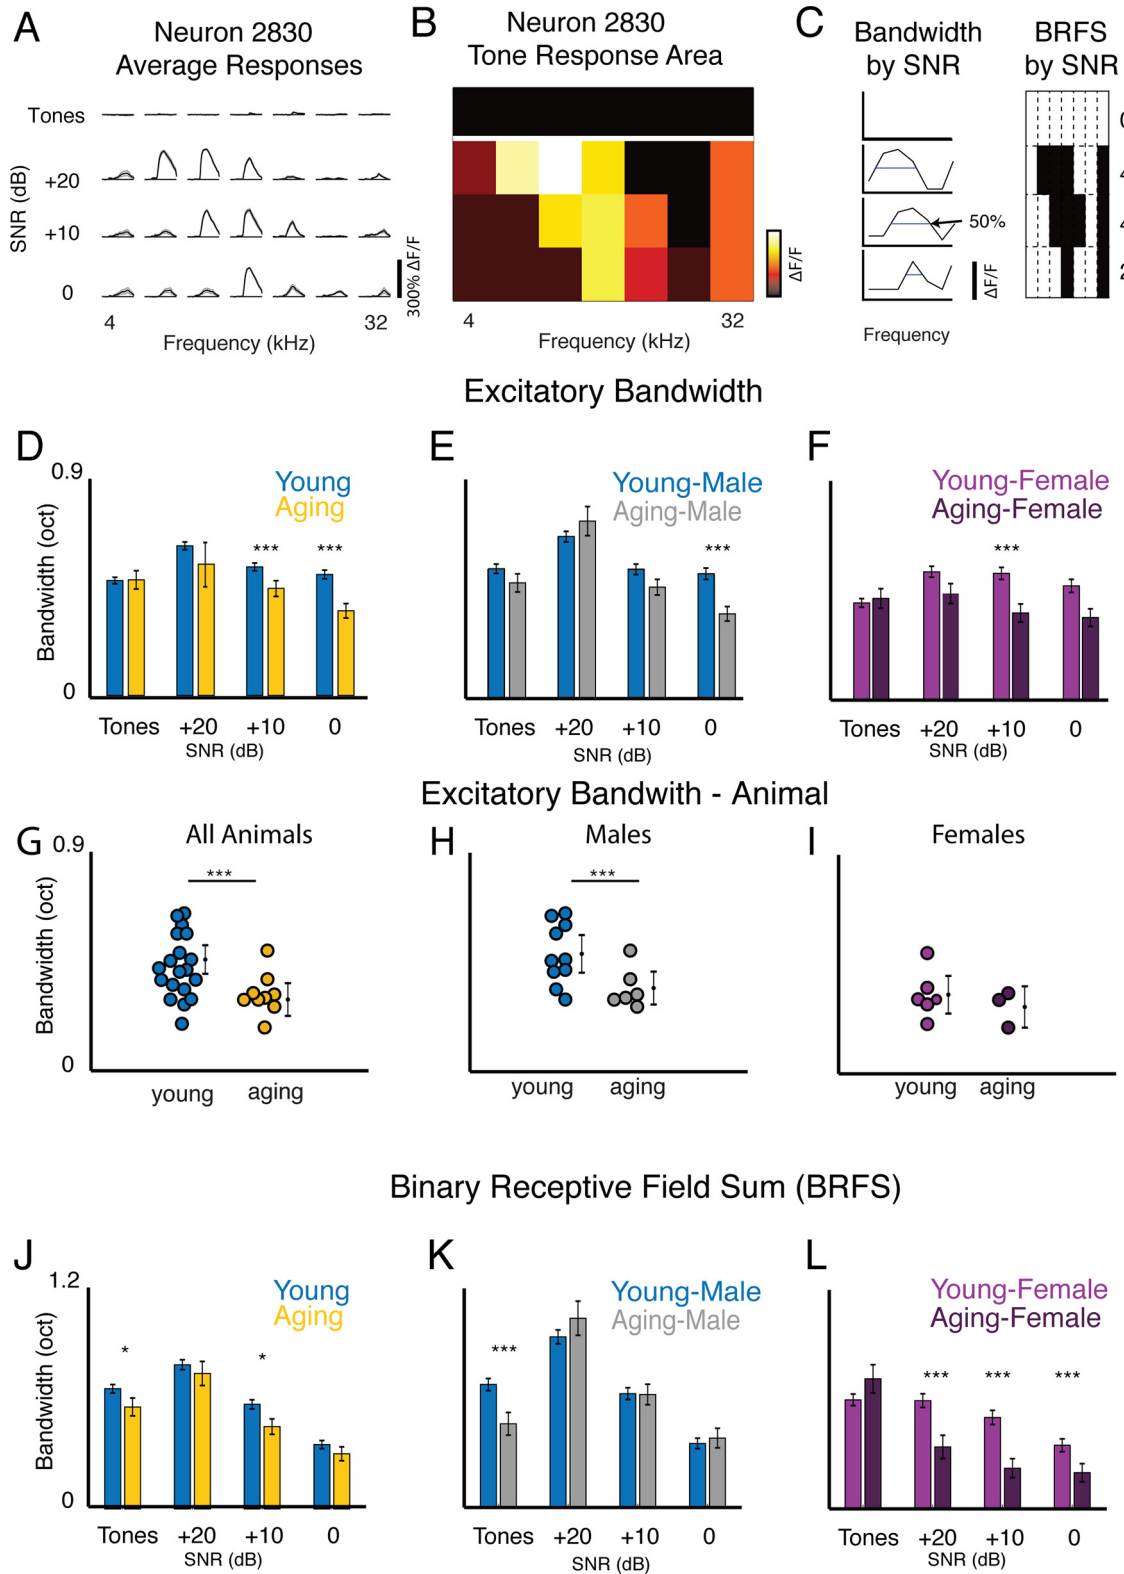 A
Neuron 2830
Average Responses
Tones
+20
+10
0
SNR (dB)
300% ΔF/F
4
32
Frequency (kHz)
B
Neuron 2830
Tone Response Area
ΔF/F
4
32
Frequency (kHz)
C
Bandwidth
by SNR
BRFS
by SNR
50%
ΔF/F
Frequency
4
4
Excitatory Bandwidth
D
0.9
Bandwidth (oct)
0
Young
Aging
***
***
Tones +20 +10 0
SNR (dB)
E
Young-Male
Aging-Male
***
Tones +20 +10 0
SNR (dB)
F
Young-Female
Aging-Female
***
Tones +20 +10 0
SNR (dB)
Excitatory Bandwith - Animal
G
All Animals
0.9
Bandwidth (oct)
0
***
young aging
H
Males
***
young aging
I
Females
young aging
Binary Receptive Field Sum (BRFS)
J
1.2
Bandwidth (oct)
0
Young
Aging
*
*
Tones +20 +10 0
SNR (dB)
K
Young-Male
Aging-Male
***
Tones +20 +10 0
SNR (dB)
L
Young-Female
Aging-Female
***
***
***
Tones +20 +10 0
SNR (dB)